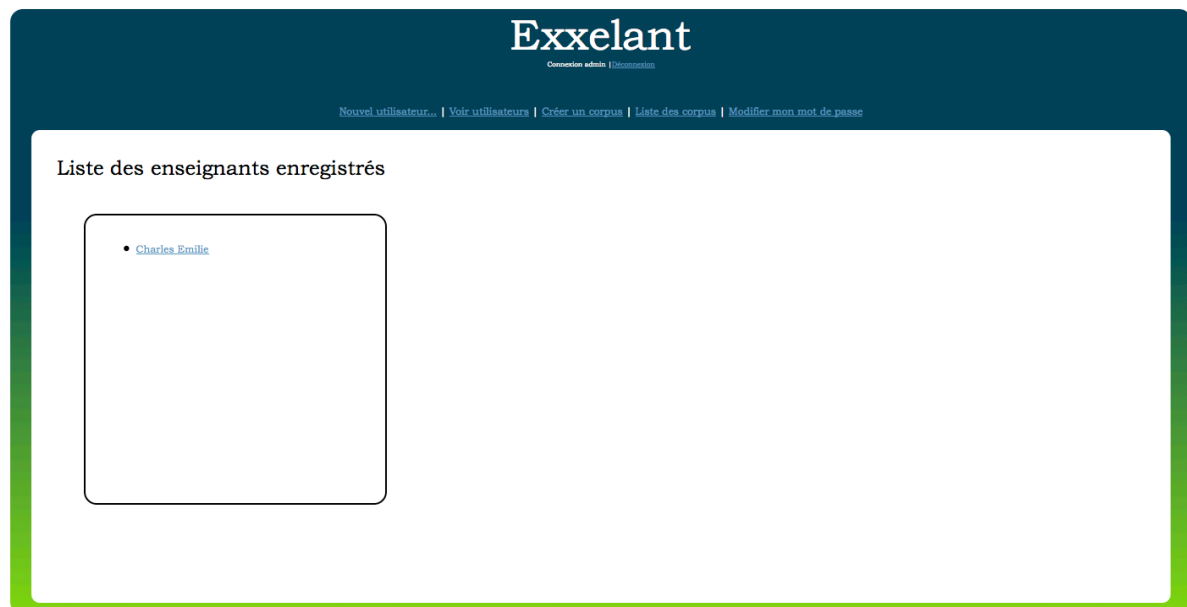 Exxelant
Connexion admin |Déconnexion
Nouvel utilisateur... | Voir utilisateurs | Créer un corpus | Liste des corpus | Modifier mon mot de passe
Liste des enseignants enregistrés
Charles Emilie